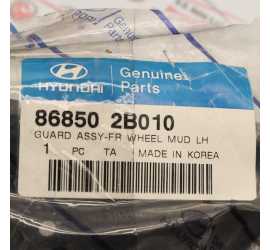 HYUNDAI
Genuine
Parts
86850 2B010
GUARD ASSY-FR WHEEL MUD LH
1 PC TA MADE IN KOREA